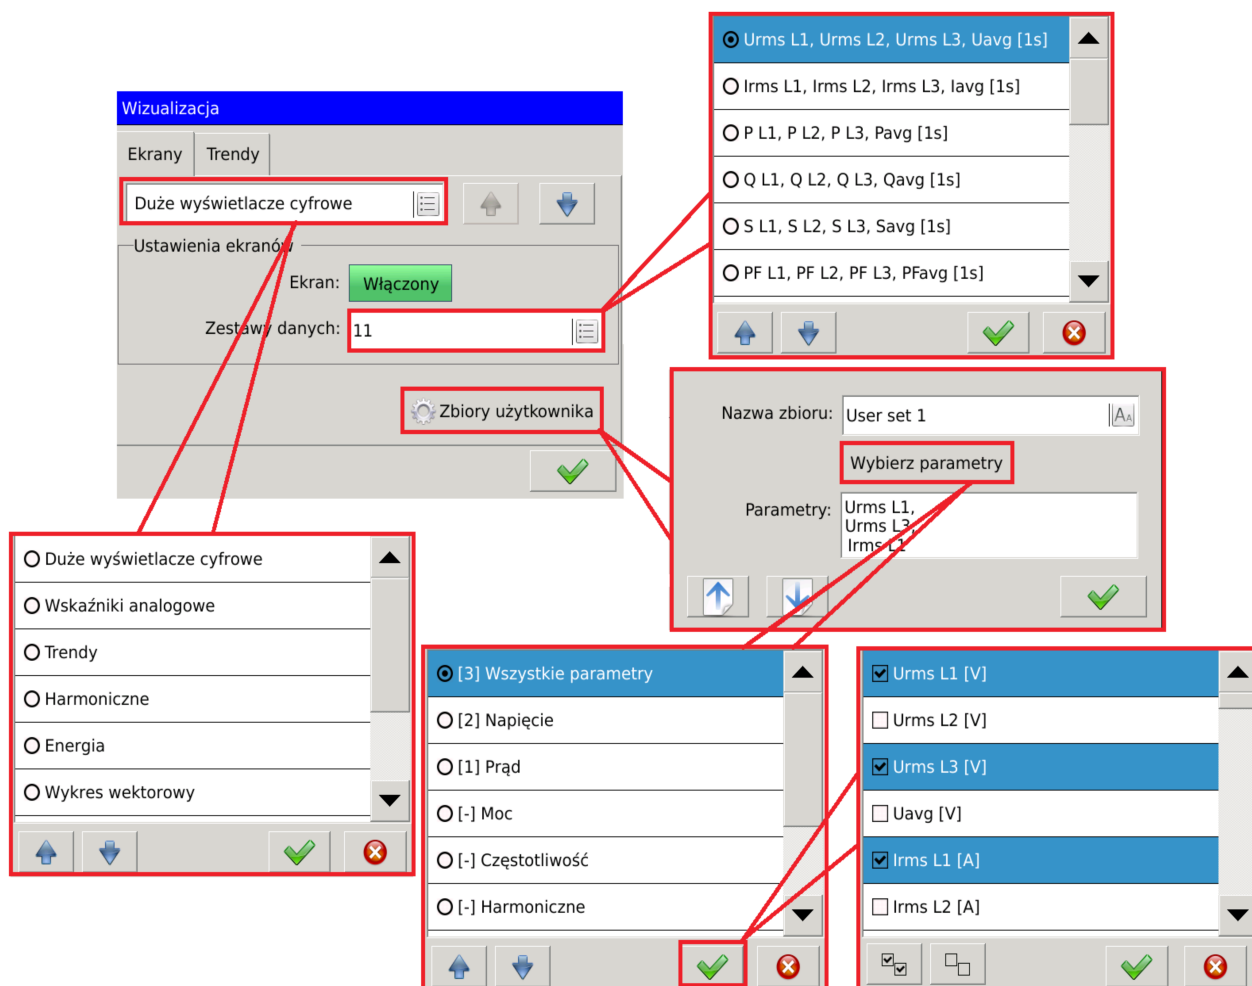 Wizualizacja
Ekrany
Trendy
Duże wyświetlacze cyfrowe
Ustawienia ekranów
Ekran:
Włączony
Zestawy danych:
11
Zbiory użytkownika
Urms L1, Urms L2, Urms L3, Uavg [1s]
Irms L1, Irms L2, Irms L3, Iavg [1s]
P L1, P L2, P L3, Pavg [1s]
Q L1, Q L2, Q L3, Qavg [1s]
S L1, S L2, S L3, Savg [1s]
PF L1, PF L2, PF L3, PFavg [1s]
Nazwa zbioru:
User set 1
AA
Wybierz parametry
Parametry:
Urms L1,
Urms L3,
Irms L1
Duże wyświetlacze cyfrowe
Wskaźniki analogowe
Trendy
Harmoniczne
Energia
Wykres wektorowy
[3] Wszystkie parametry
[2] Napięcie
[1] Prąd
[-] Moc
[-] Częstotliwość
[-] Harmoniczne
Urms L1 [V]
Urms L2 [V]
Urms L3 [V]
Uavg [V]
Irms L1 [A]
Irms L2 [A]